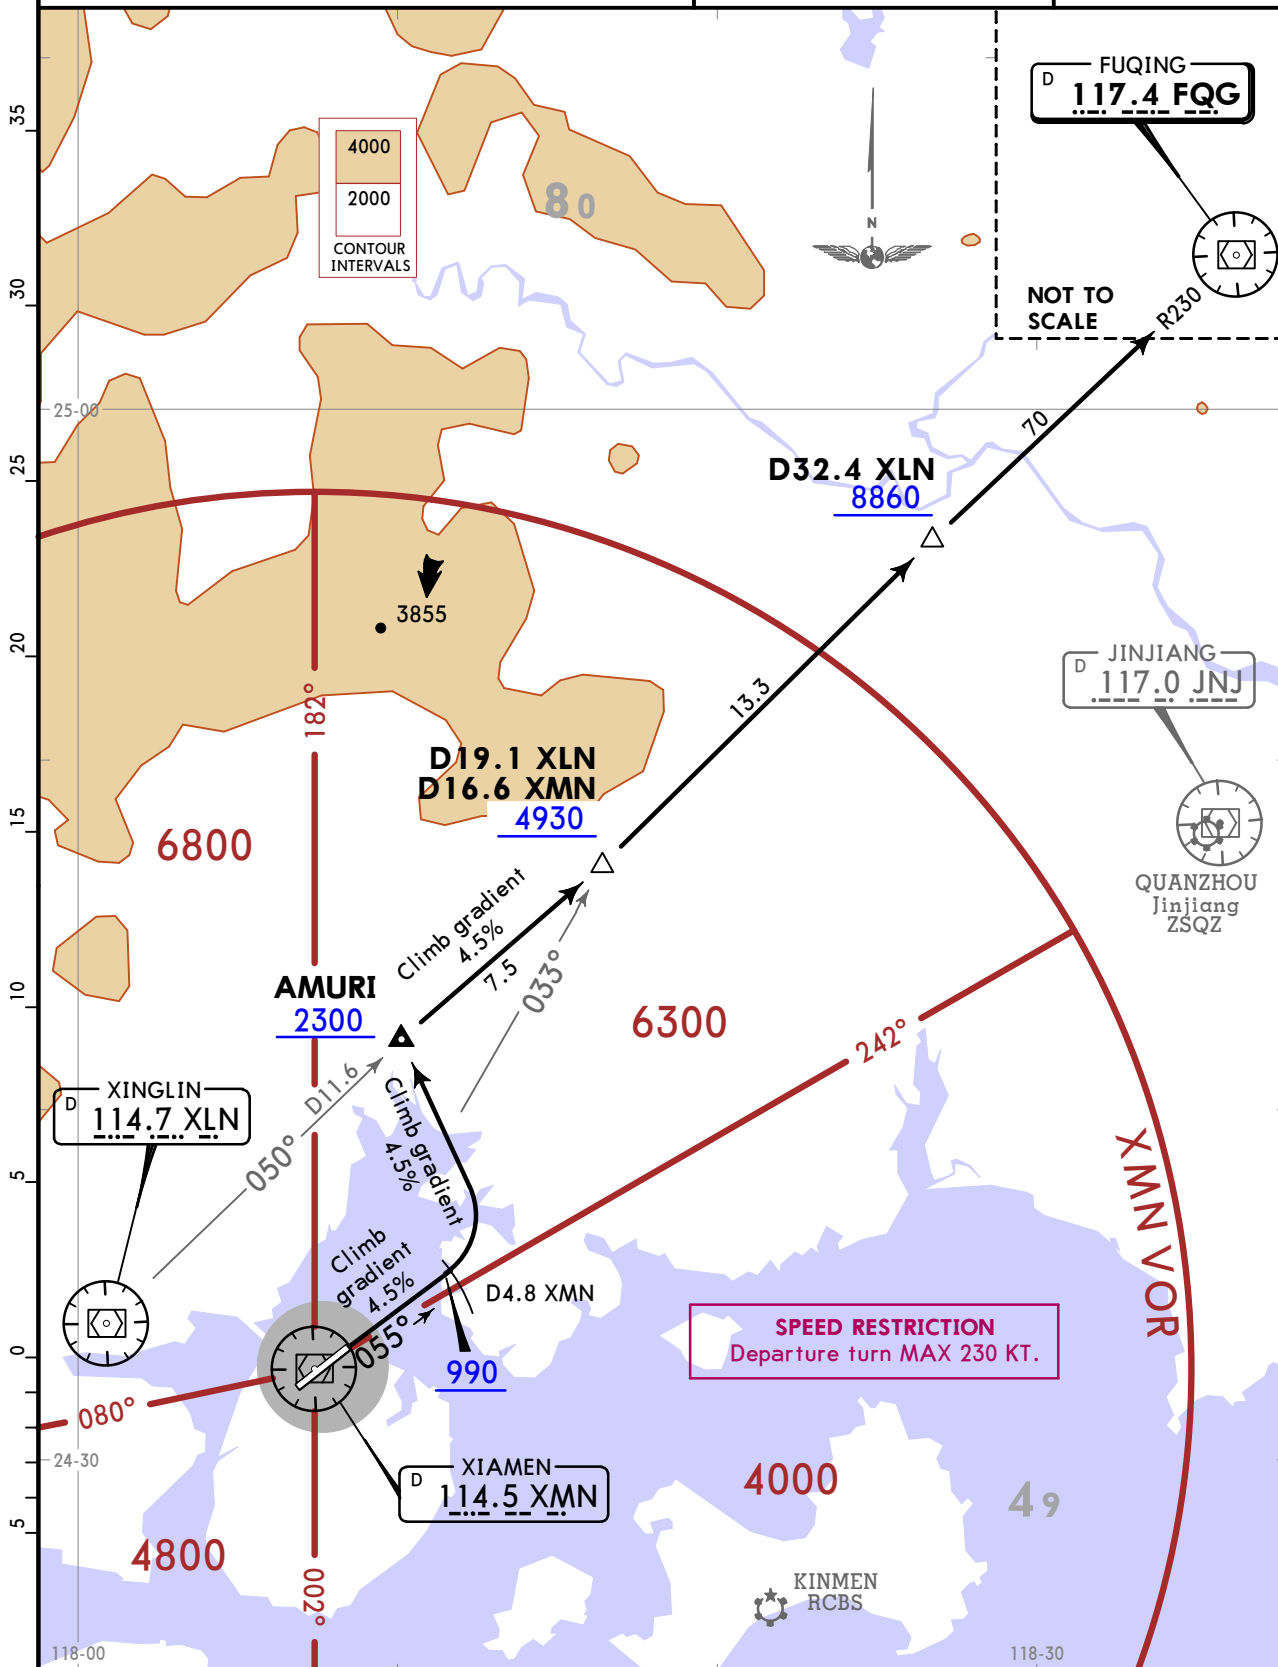 FUQING
D
117.4 FQG
35
4000
2000
CONTOUR
INTERVALS
80
N
30
NOT TO
SCALE
R230
25-00
70
25
D32.4 XLN
8860
20
3855
JINJIANG
D
117.0 JNJ
182°
13.3
D19.1 XLN
D16.6 XMN
4930
15
6800
QUANZHOU
Jinjiang
ZSQZ
Climb gradient
4.5%
7.5
033°
10
AMURI
2300
6300
242°
XINGLIN
D
114.7 XLN
D11.6
050°
Climb gradient
4.5%
5
XMN VOR
Climb
gradient
4.5%
D4.8 XMN
055°
990
SPEED RESTRICTION
Departure turn MAX 230 KT.
0
080°
24-30
XIAMEN
D
114.5 XMN
4000
49
5
4800
002°
KINMEN
RCBS
118-00
118-30